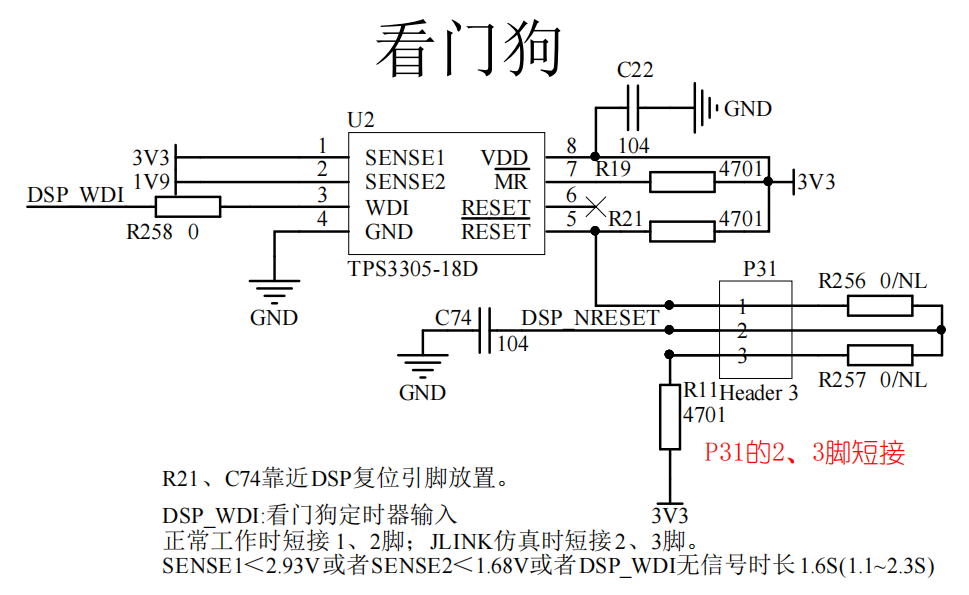 看门狗
C22
GND
104
U2
1
3V3
SENSE1
VDD
8
2
1V9
SENSE2
MR
7
R19
4701
3V3
DSP_WDI
3
WDI
RESET
6
R258 0
4
GND
RESET
5
R21
4701
TPS3305-18D
GND
P31
R256 0/NL
1
C74
DSP_NRESET
2
104
3
GND
R257 0/NL
R11
Header 3
4701
P31的2、3脚短接
3V3
R21、C74靠近DSP复位引脚放置。
DSP_WDI:看门狗定时器输入
正常工作时短接1、2脚；JLINK仿真时短接2、3脚。
SENSE1＜2.93V或者SENSE2＜1.68V或者DSP_WDI无信号时长1.6S(1.1~2.3S)